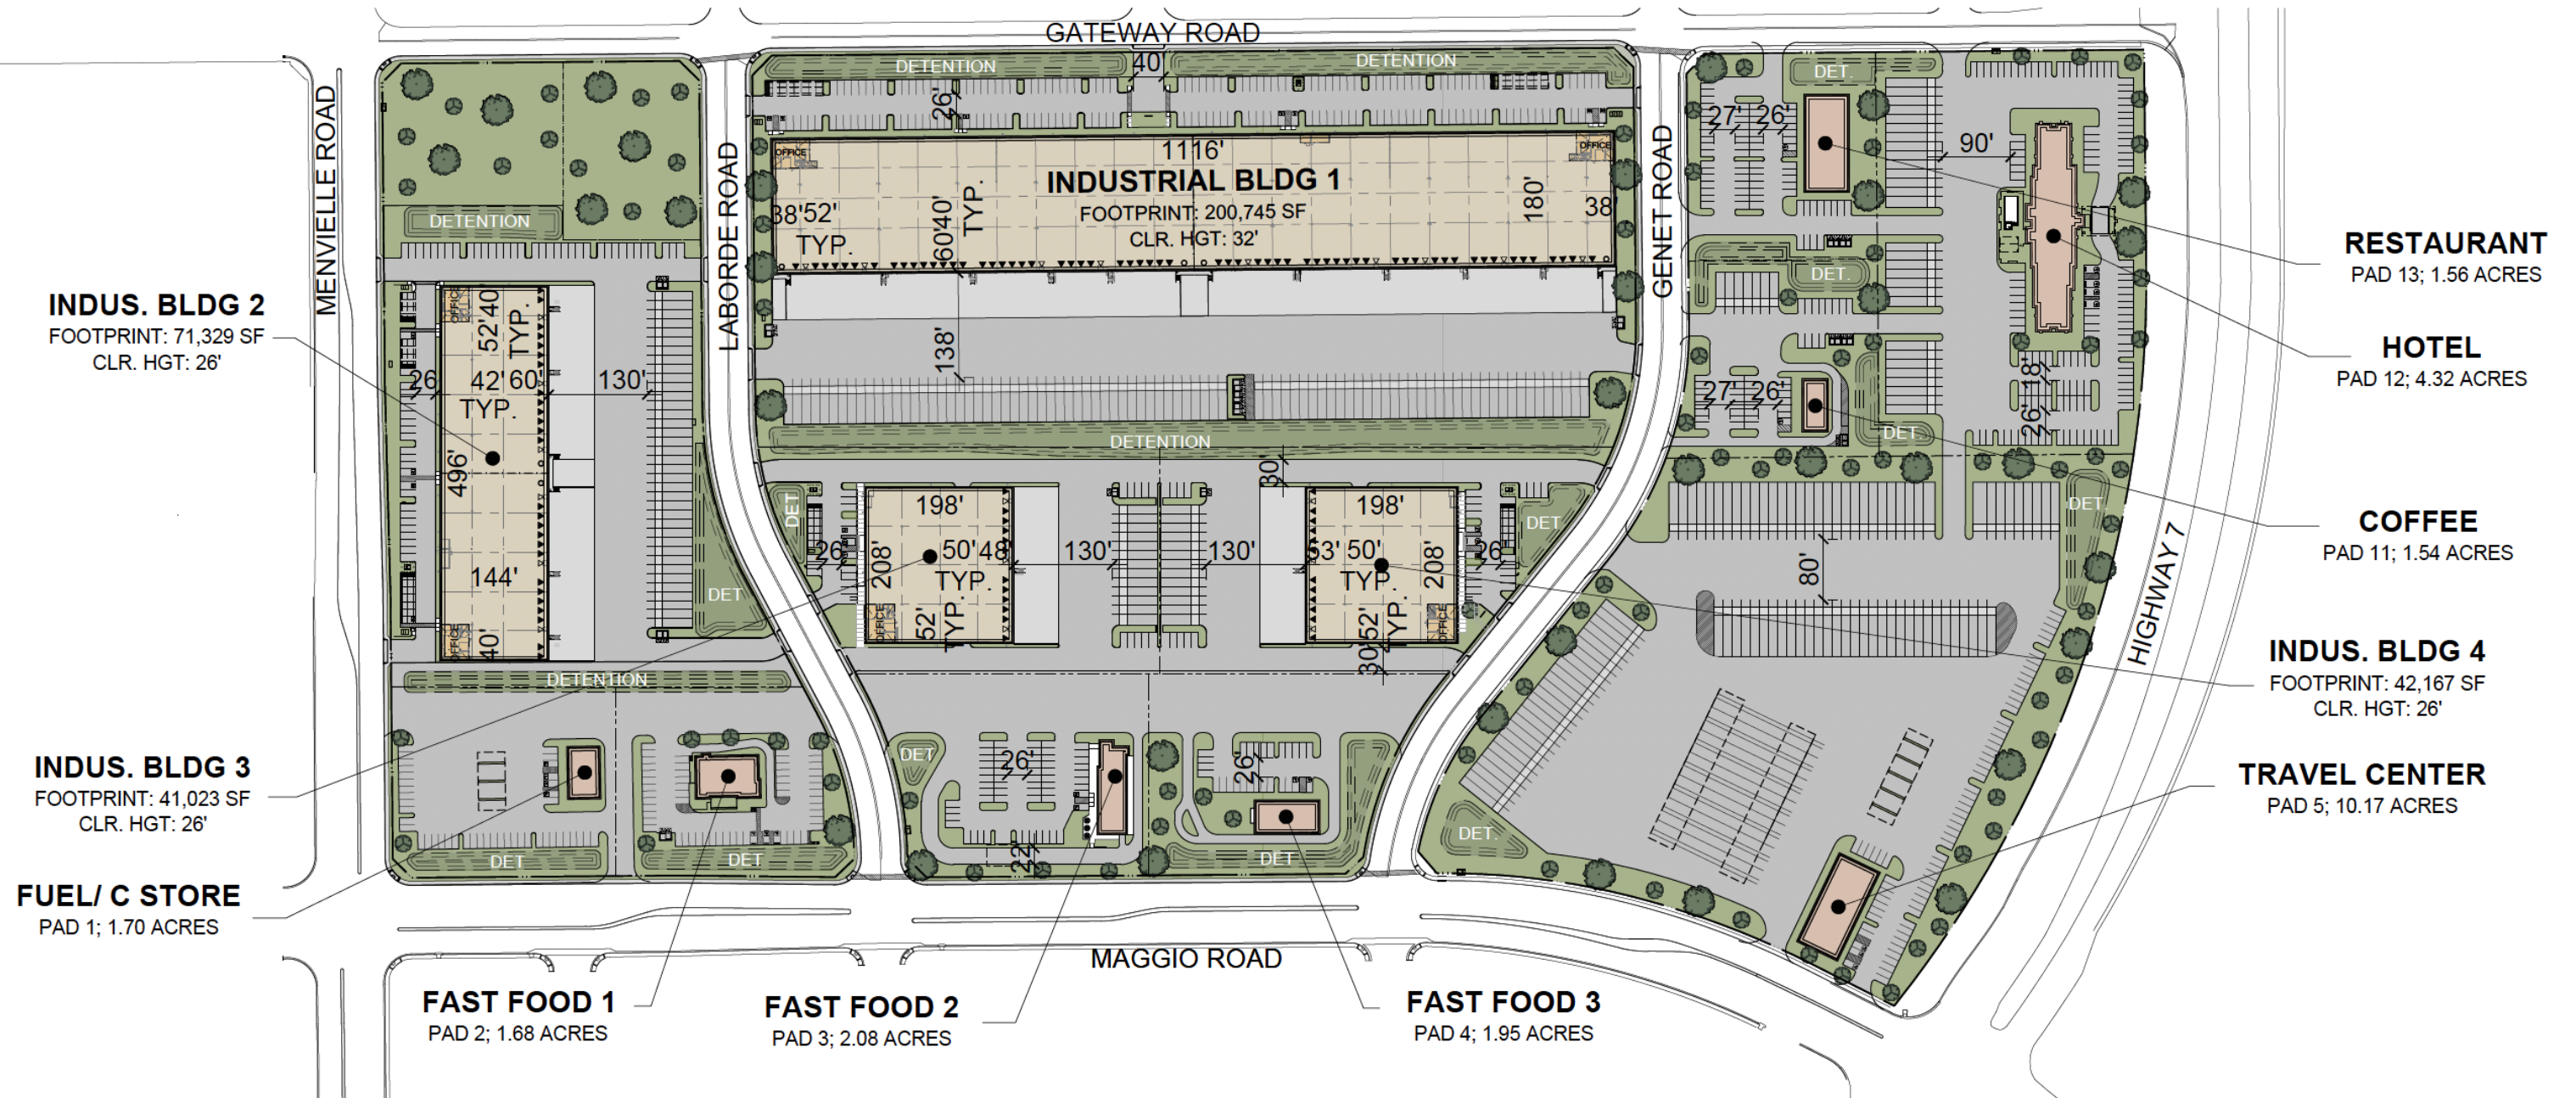 GATEWAY ROAD
MENVIELLE ROAD
LABORDE ROAD
GENET ROAD
HIGHWAY 7
MAGGIO ROAD
DETENTION
40'
DETENTION
26'
OFFICE
OFFICE
1116'
INDUSTRIAL BLDG 1
FOOTPRINT: 200,745 SF
CLR. HGT: 32'
38'
52'
TYP.
60'
40'
TYP.
180'
38'
138'
DETENTION
DETENTION
INDUS. BLDG 2
FOOTPRINT: 71,329 SF
CLR. HGT: 26'
OFFICE
52'
40'
TYP.
26'
42'
60'
TYP.
130'
496'
144'
40'
OFFICE
DET
DETENTION
DET
26'
198'
208'
50'
48'
TYP.
OFFICE
52'
TYP.
130'
130'
30'
198'
53'
50'
TYP.
208'
52'
TYP.
OFFICE
30'
26'
DET
INDUS. BLDG 3
FOOTPRINT: 41,023 SF
CLR. HGT: 26'
FUEL/ C STORE
PAD 1; 1.70 ACRES
DET
DET
FAST FOOD 1
PAD 2; 1.68 ACRES
DET
26'
22'
FAST FOOD 2
PAD 3; 2.08 ACRES
26'
DET
FAST FOOD 3
PAD 4; 1.95 ACRES
DET.
27'
26'
90'
DET.
27'
26'
DET.
18'
26'
DET.
80'
DET.
RESTAURANT
PAD 13; 1.56 ACRES
HOTEL
PAD 12; 4.32 ACRES
COFFEE
PAD 11; 1.54 ACRES
INDUS. BLDG 4
FOOTPRINT: 42,167 SF
CLR. HGT: 26'
TRAVEL CENTER
PAD 5; 10.17 ACRES